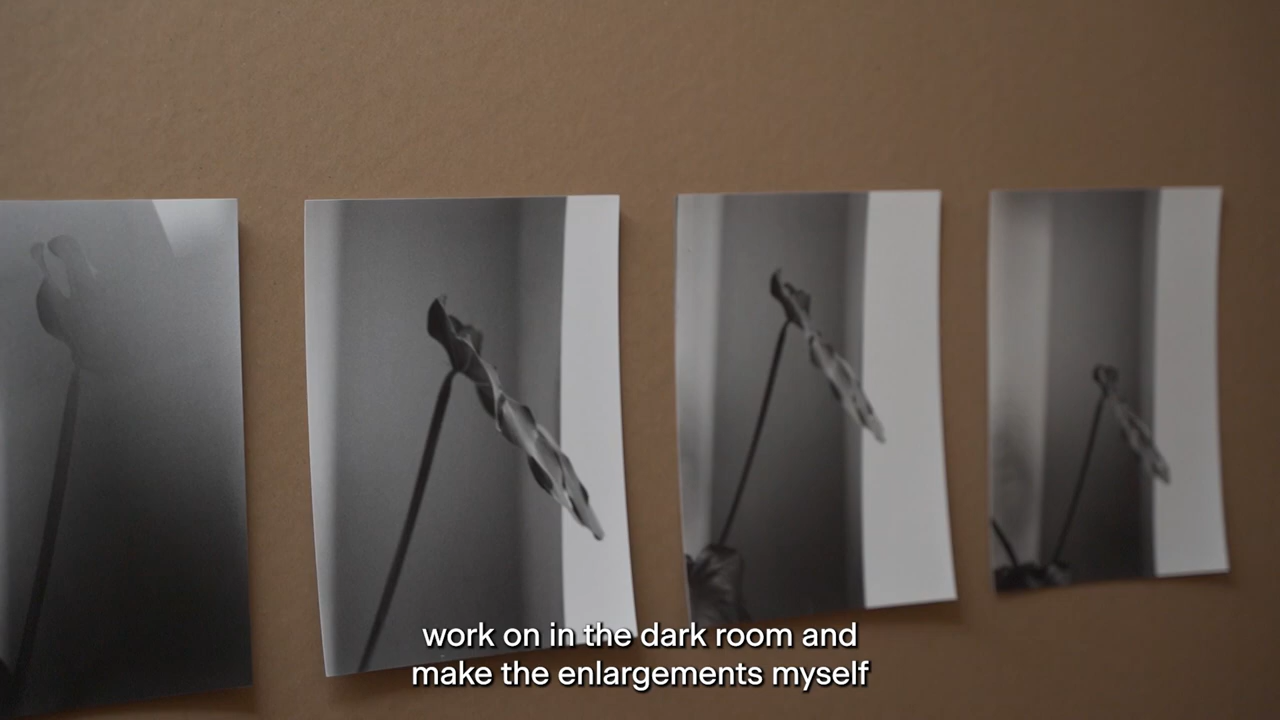 work on in the dark room and
make the enlargements myself